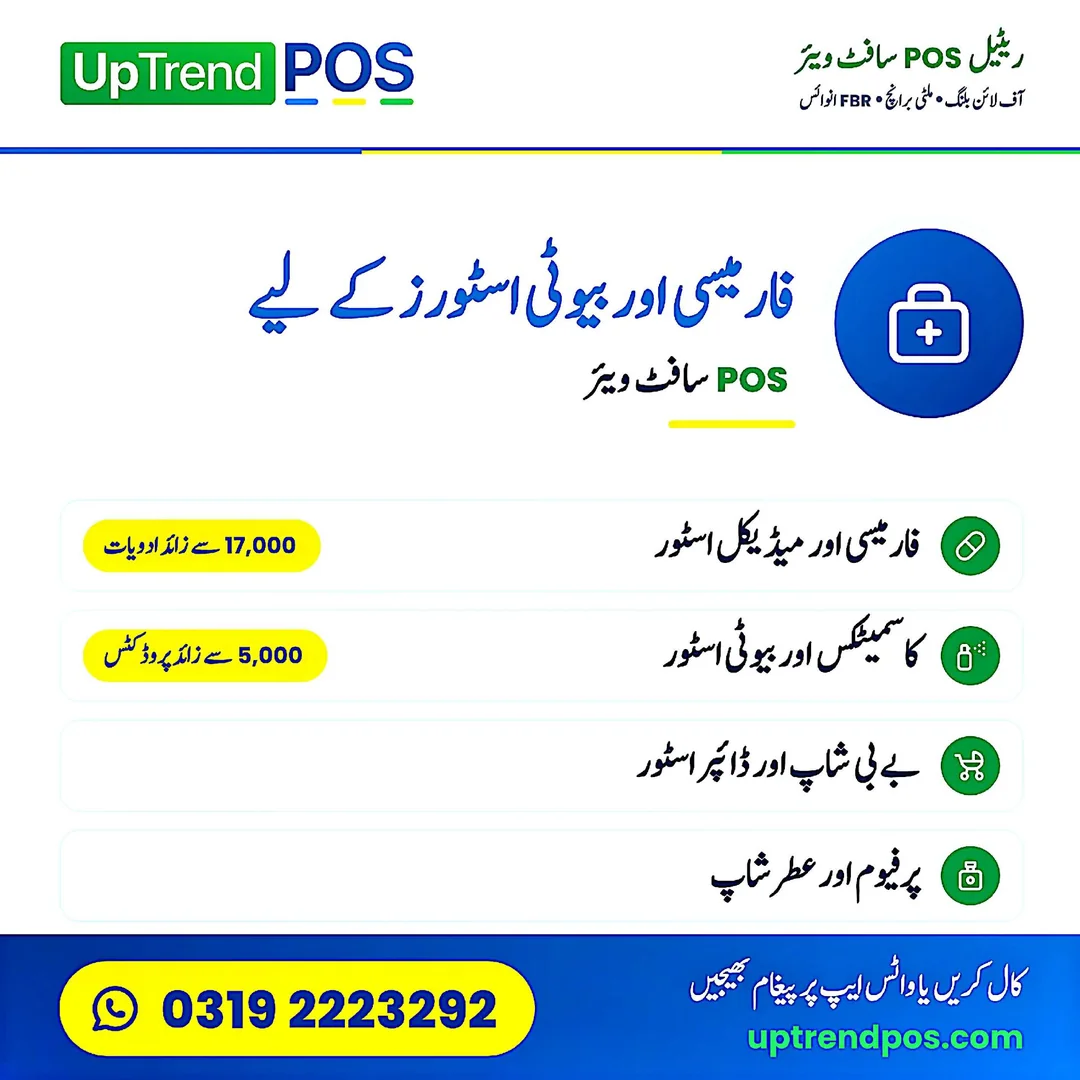 UpTrend POS
ریٹیل POS سافٹ ویئر
آف لائن بلنگ • ملٹی برانچ • FBR انوائس
فارمیسی اور بیوٹی اسٹورز کے لیے
POS سافٹ ویئر
فارمیسی اور میڈیکل اسٹور
17,000 سے زائد ادویات
کاسمیٹکس اور بیوٹی اسٹور
5,000 سے زائد پروڈکٹس
بے بی شاپ اور ڈائپر اسٹور
پرفیوم اور عطر شاپ
کال کریں یا واٹس ایپ پر پیغام بھیجیں
0319 2223292
uptrendpos.com